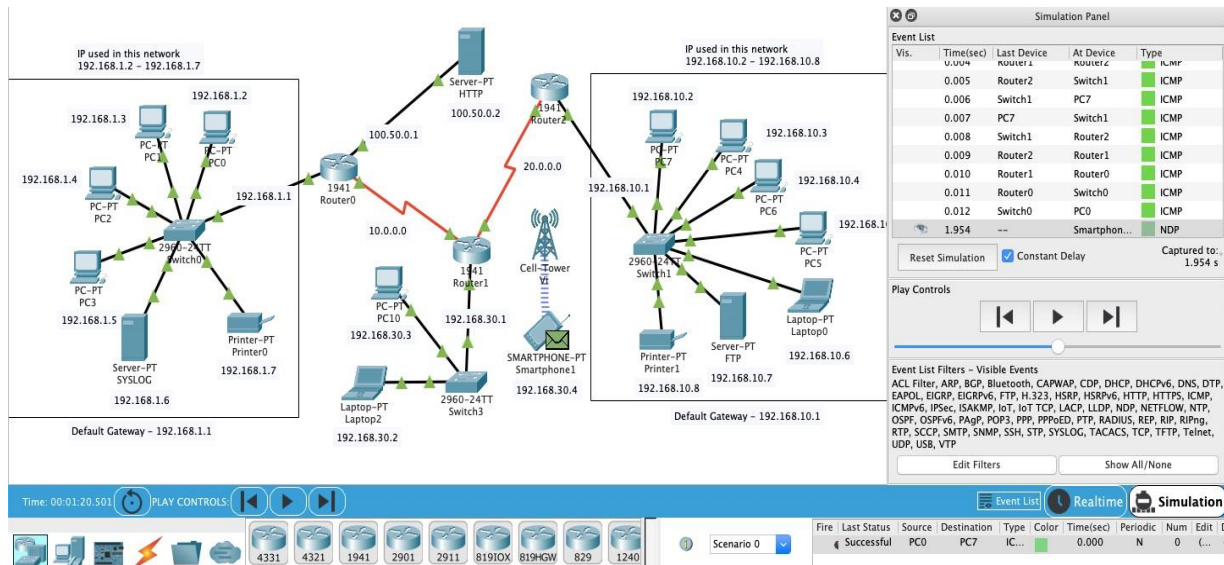 IP used in this network
192.168.1.2 - 192.168.1.7
192.168.1.2
192.168.1.3
PC-PT
PC1
PC-PT
PC0
192.168.1.4
PC-PT
PC2
192.168.1.1
2960-24TT
Switch0
PC-PT
PC3
192.168.1.5
Server-PT
SYSLOG
192.168.1.6
Printer-PT
Printer0
192.168.1.7
Default Gateway - 192.168.1.1
Server-PT
HTTP
100.50.0.2
100.50.0.1
1941
Router0
10.0.0.0
1941
Router2
20.0.0.0
1941
Router1
Cell-Tower
PC-PT
PC10
192.168.30.3
192.168.30.1
SMARTPHONE-PT
Smartphone1
192.168.30.4
Laptop-PT
Laptop2
192.168.30.2
2960-24TT
Switch3
IP used in this network
192.168.10.2 - 192.168.10.8
192.168.10.2
PC-PT
PC7
192.168.10.3
PC-PT
PC4
192.168.10.4
PC-PT
PC6
192.168.10.1
192.168.1
PC-PT
PC5
2960-24TT
Switch1
Laptop-PT
Laptop0
192.168.10.6
Server-PT
FTP
192.168.10.7
Printer-PT
Printer1
192.168.10.8
Default Gateway - 192.168.10.1
Simulation Panel
Event List
Vis. Time(sec) Last Device At Device Type
0.004 Router1 Router2 ICMP
0.005 Router2 Switch1 ICMP
0.006 Switch1 PC7 ICMP
0.007 PC7 Switch1 ICMP
0.008 Switch1 Router2 ICMP
0.009 Router2 Router1 ICMP
0.010 Router1 Router0 ICMP
0.011 Router0 Switch0 ICMP
0.012 Switch0 PC0 ICMP
1.954 -- Smartphon... NDP
Reset Simulation Constant Delay Captured to:
1.954 s
Play Controls
Event List Filters - Visible Events
ACL Filter, ARP, BGP, Bluetooth, CAPWAP, CDP, DHCP, DHCPv6, DNS, DTP,
EAPOL, EIGRP, EIGRPv6, FTP, H.323, HSRP, HSRPv6, HTTP, HTTPS, ICMP,
ICMPv6, IPSec, ISAKMP, IoT, IoT TCP, LACP, LLDP, NDP, NETFLOW, NTP,
OSPF, OSPFv6, PAgP, POP3, PPP, PPPoED, PTP, RADIUS, REP, RIP, RIPng,
RTP, SCCP, SMTP, SNMP, SSH, STP, SYSLOG, TACACS, TCP, TFTP, Telnet,
UDP, USB, VTP
Edit Filters Show All/None
Time: 00:01:20.501 PLAY CONTROLS: Event List Realtime Simulation
4331 4321 1941 2901 2911 819IOX 819HGW 829 1240
Scenario 0
Fire Last Status Source Destination Type Color Time(sec) Periodic Num Edit
Successful PC0 PC7 IC... 0.000 N 0 (...